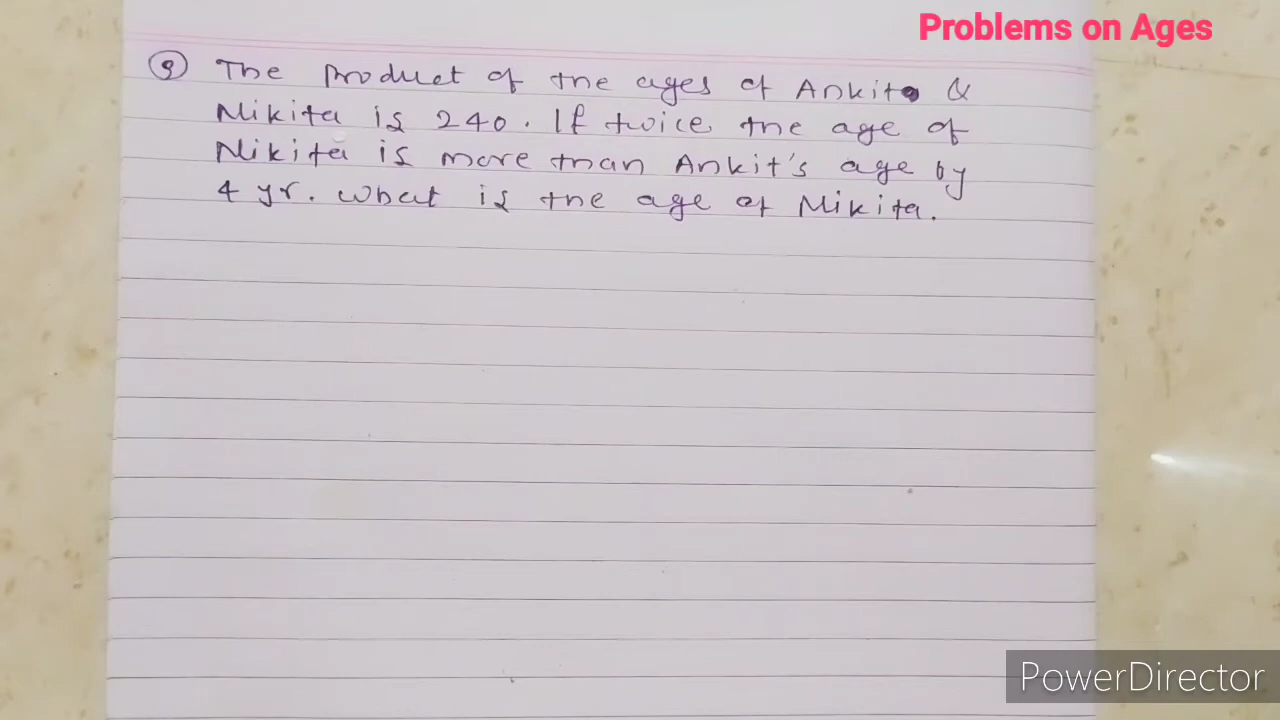 Problems on Ages
9 The product of the ages of Ankit &
Nikita is 240. If twice the age of
Nikita is more than Ankit's age by
4 yr. what is the age of Nikita.
PowerDirector